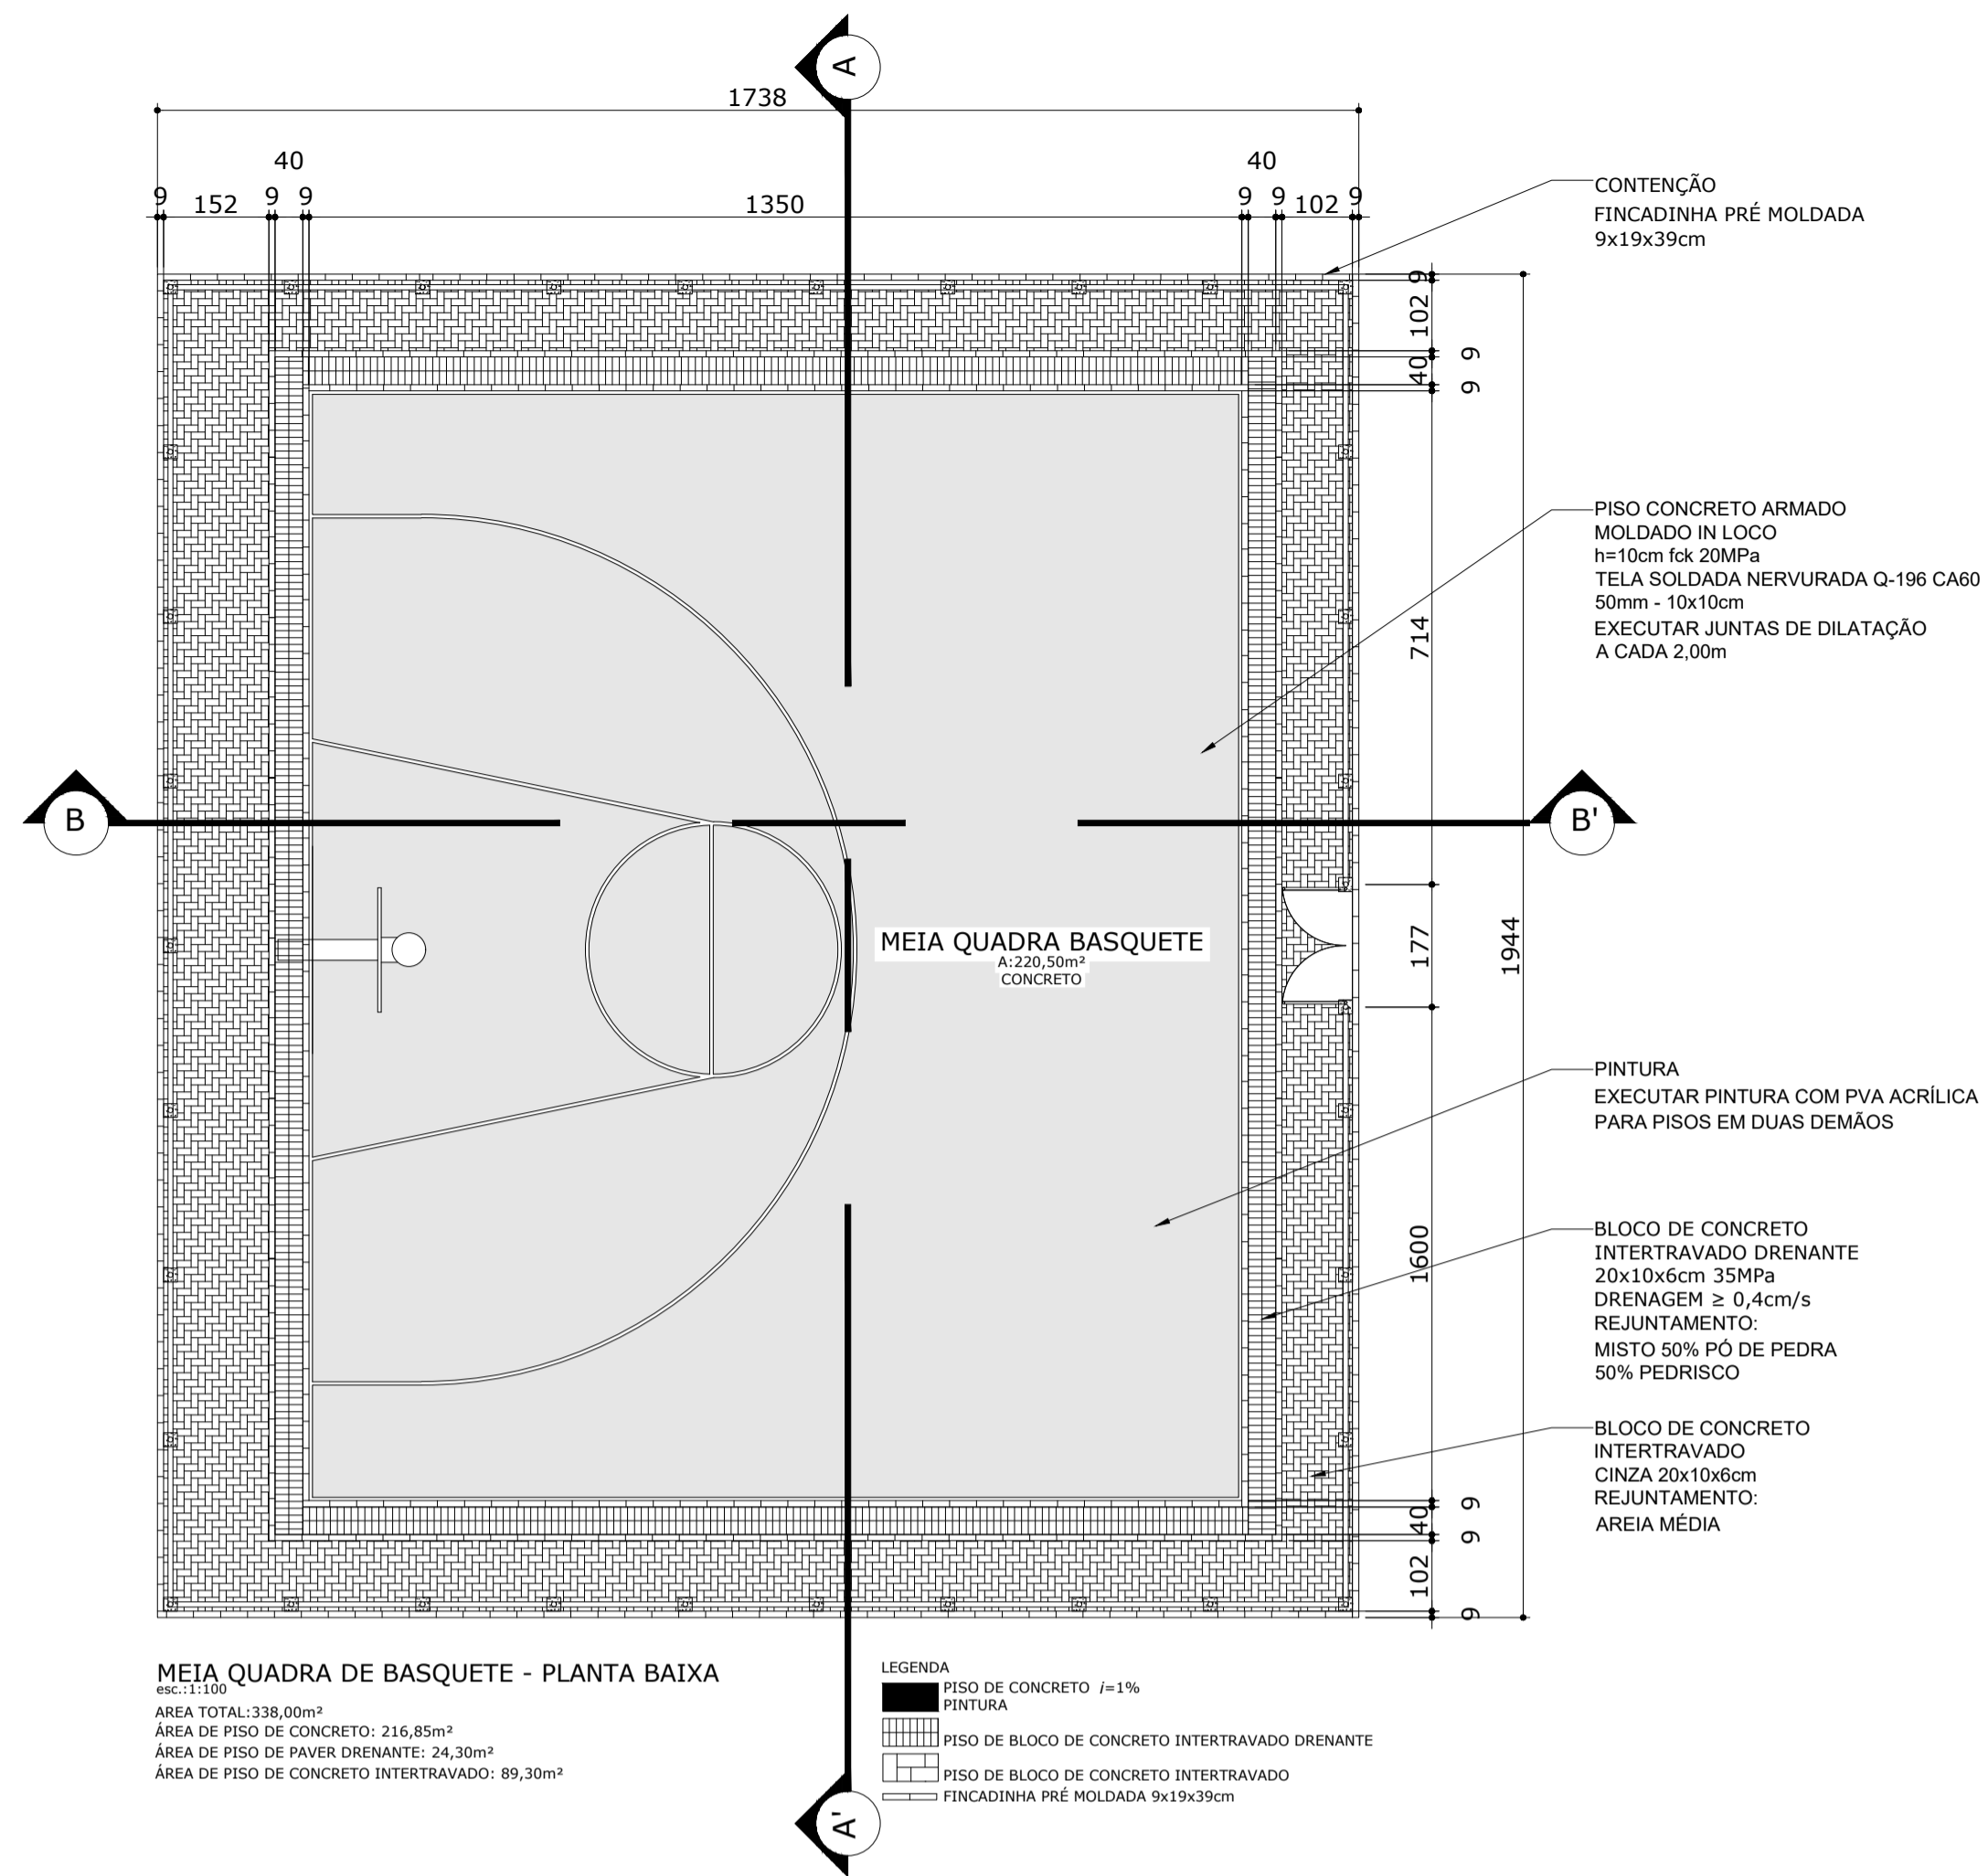 A
1738
40
40
9
152
9
9
1350
9
9
102
9
CONTENÇÃO
FINCADINHA PRÉ MOLDADA
9x19x39cm
9
102
9
40
9
PISO CONCRETO ARMADO
MOLDADO IN LOCO
h=10cm fck 20MPa
TELA SOLDADA NERVURADA Q-196 CA60
50mm - 10x10cm
EXECUTAR JUNTAS DE DILATAÇÃO
A CADA 2,00m
714
B
B'
MEIA QUADRA BASQUETE
A:220,50m²
CONCRETO
177
1944
PINTURA
EXECUTAR PINTURA COM PVA ACRÍLICA
PARA PISOS EM DUAS DEMÃOS
1600
BLOCO DE CONCRETO
INTERTRAVADO DRENANTE
20x10x6cm 35MPa
DRENAGEM ≥ 0,4cm/s
REJUNTAMENTO:
MISTO 50% PÓ DE PEDRA
50% PEDRISCO
BLOCO DE CONCRETO
INTERTRAVADO
CINZA 20x10x6cm
REJUNTAMENTO:
AREIA MÉDIA
9
40
9
102
9
MEIA QUADRA DE BASQUETE - PLANTA BAIXA
esc.:1:100
AREA TOTAL:338,00m²
ÁREA DE PISO DE CONCRETO: 216,85m²
ÁREA DE PISO DE PAVER DRENANTE: 24,30m²
ÁREA DE PISO DE CONCRETO INTERTRAVADO: 89,30m²
LEGENDA
PISO DE CONCRETO i=1%
PINTURA
PISO DE BLOCO DE CONCRETO INTERTRAVADO DRENANTE
PISO DE BLOCO DE CONCRETO INTERTRAVADO
FINCADINHA PRÉ MOLDADA 9x19x39cm
A'